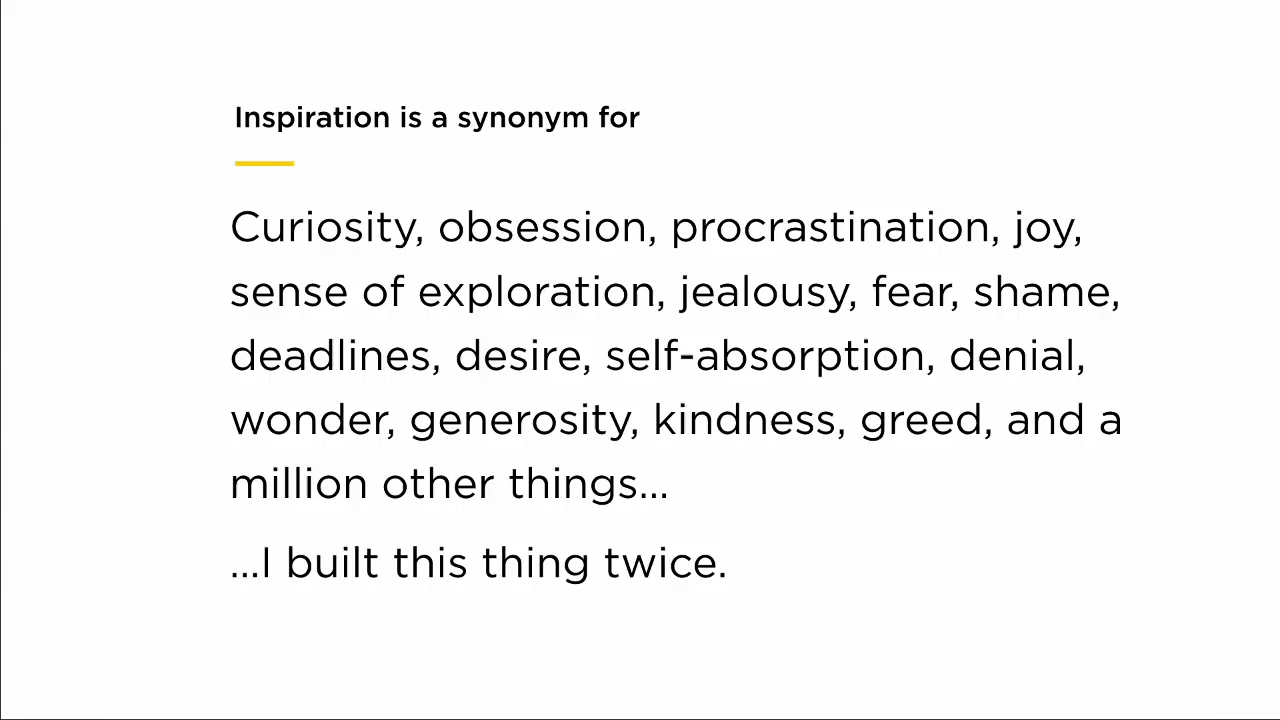 Inspiration is a synonym for
Curiosity, obsession, procrastination, joy,
sense of exploration, jealousy, fear, shame,
deadlines, desire, self-absorption, denial,
wonder, generosity, kindness, greed, and a
million other things...
...I built this thing twice.